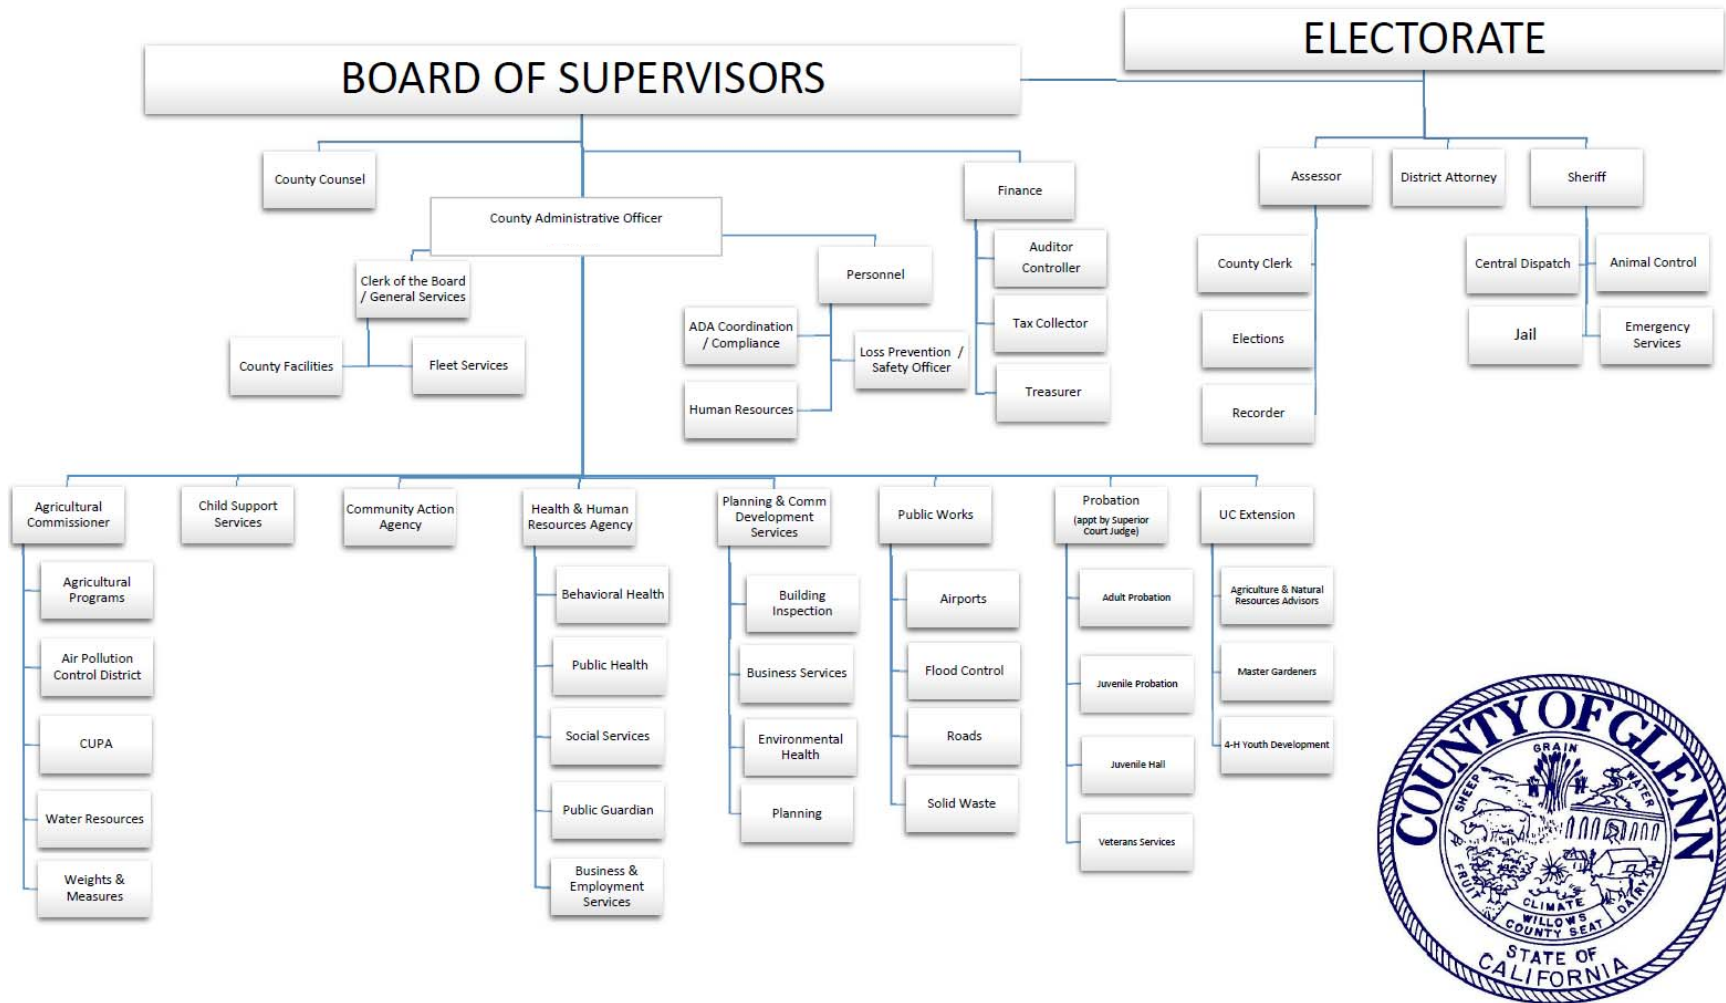 ELECTORATE
BOARD OF SUPERVISORS
County Counsel
Finance
Assessor
District Attorney
Sheriff
County Administrative Officer
Auditor
Controller
County Clerk
Central Dispatch
Animal Control
Clerk of the Board
/ General Services
Personnel
ADA Coordination
/ Compliance
Tax Collector
Elections
Jail
Emergency
Services
County Facilities
Fleet Services
Loss Prevention /
Safety Officer
Human Resources
Treasurer
Recorder
Agricultural
Commissioner
Child Support
Services
Community Action
Agency
Health & Human
Resources Agency
Planning & Comm
Development
Services
Public Works
Probation
(appt by Superior
Court Judge)
UC Extension
Agricultural
Programs
Air Pollution
Control District
CUPA
Water Resources
Weights &
Measures
Behavioral Health
Public Health
Social Services
Public Guardian
Business &
Employment
Services
Building
Inspection
Business Services
Environmental
Health
Planning
Airports
Flood Control
Roads
Solid Waste
Adult Probation
Juvenile Probation
Juvenile Hall
Veterans Services
Agriculture & Natural
Resources Advisors
Master Gardeners
4-H Youth Development
COUNTY OF GLENN
GRAIN
SHEEP
WATER
FRUIT
DAIRY
CLIMATE
WILLOWS
COUNTY SEAT
STATE OF
CALIFORNIA